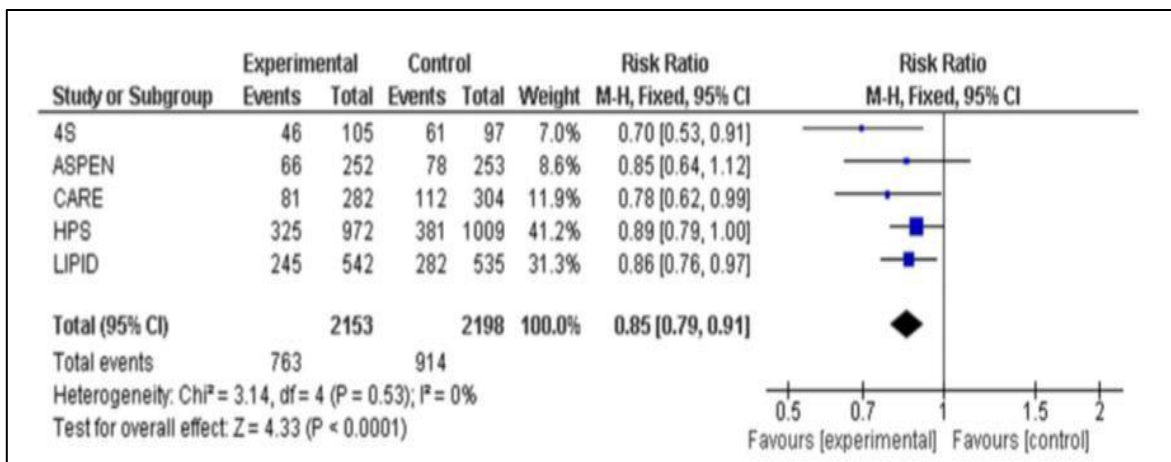 Experimental Control Risk Ratio Risk Ratio
Study or Subgroup Events Total Events Total Weight M-H, Fixed, 95% CI M-H, Fixed, 95% CI
4S 46 105 61 97 7.0% 0.70 [0.53, 0.91]
ASPEN 66 252 78 253 8.6% 0.85 [0.64, 1.12]
CARE 81 282 112 304 11.9% 0.78 [0.62, 0.99]
HPS 325 972 381 1009 41.2% 0.89 [0.79, 1.00]
LIPID 245 542 282 535 31.3% 0.86 [0.76, 0.97]
Total (95% CI) 2153 2198 100.0% 0.85 [0.79, 0.91]
Total events 763 914
Heterogeneity: Chi² = 3.14, df = 4 (P = 0.53); I² = 0%
Test for overall effect: Z = 4.33 (P < 0.0001)
0.5 0.7 1 1.5 2
Favours [experimental] Favours [control]